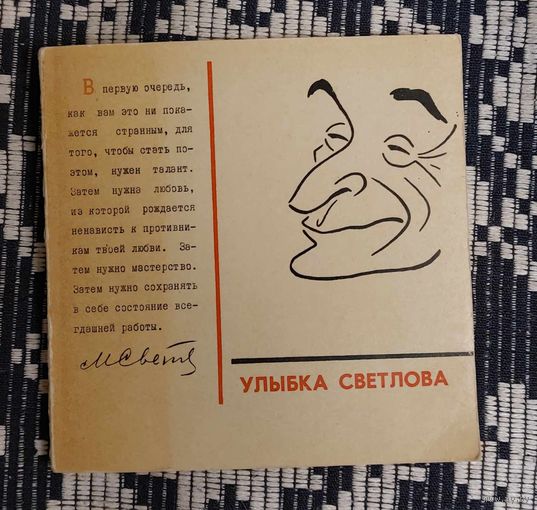 В первую очередь,
как вам это ни пока-
жется странным, для
того, чтобы стать по-
этом, нужен талант.
Затем нужна любовь,
из которой рождается
ненависть к противни-
кам твоей любви. За-
тем нужно мастерство.
Затем нужно сохранять
в себе состояние все-
гдашней работы.
МСветл
УЛЫБКА СВЕТЛОВА